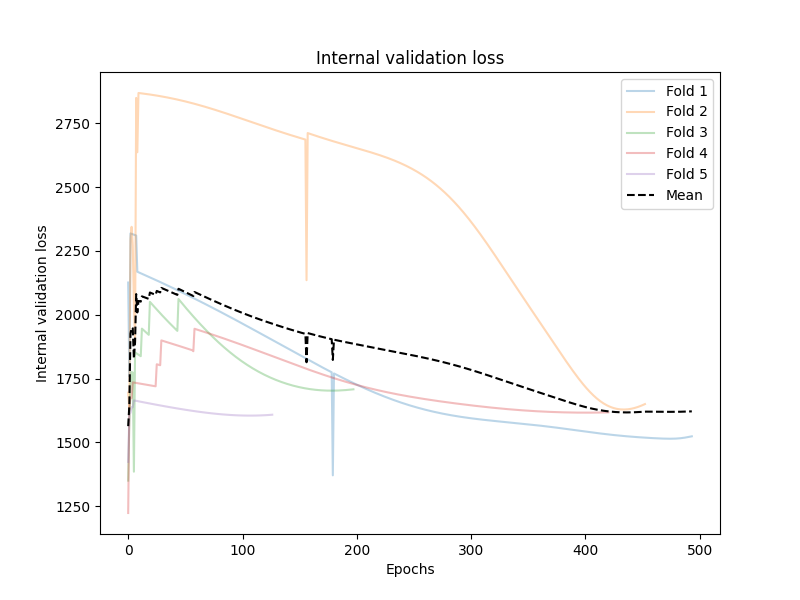 Internal validation loss
Fold 1
Fold 2
Fold 3
Fold 4
Fold 5
Mean
Internal validation loss
2750
2500
2250
2000
1750
1500
1250
0 100 200 300 400 500
Epochs